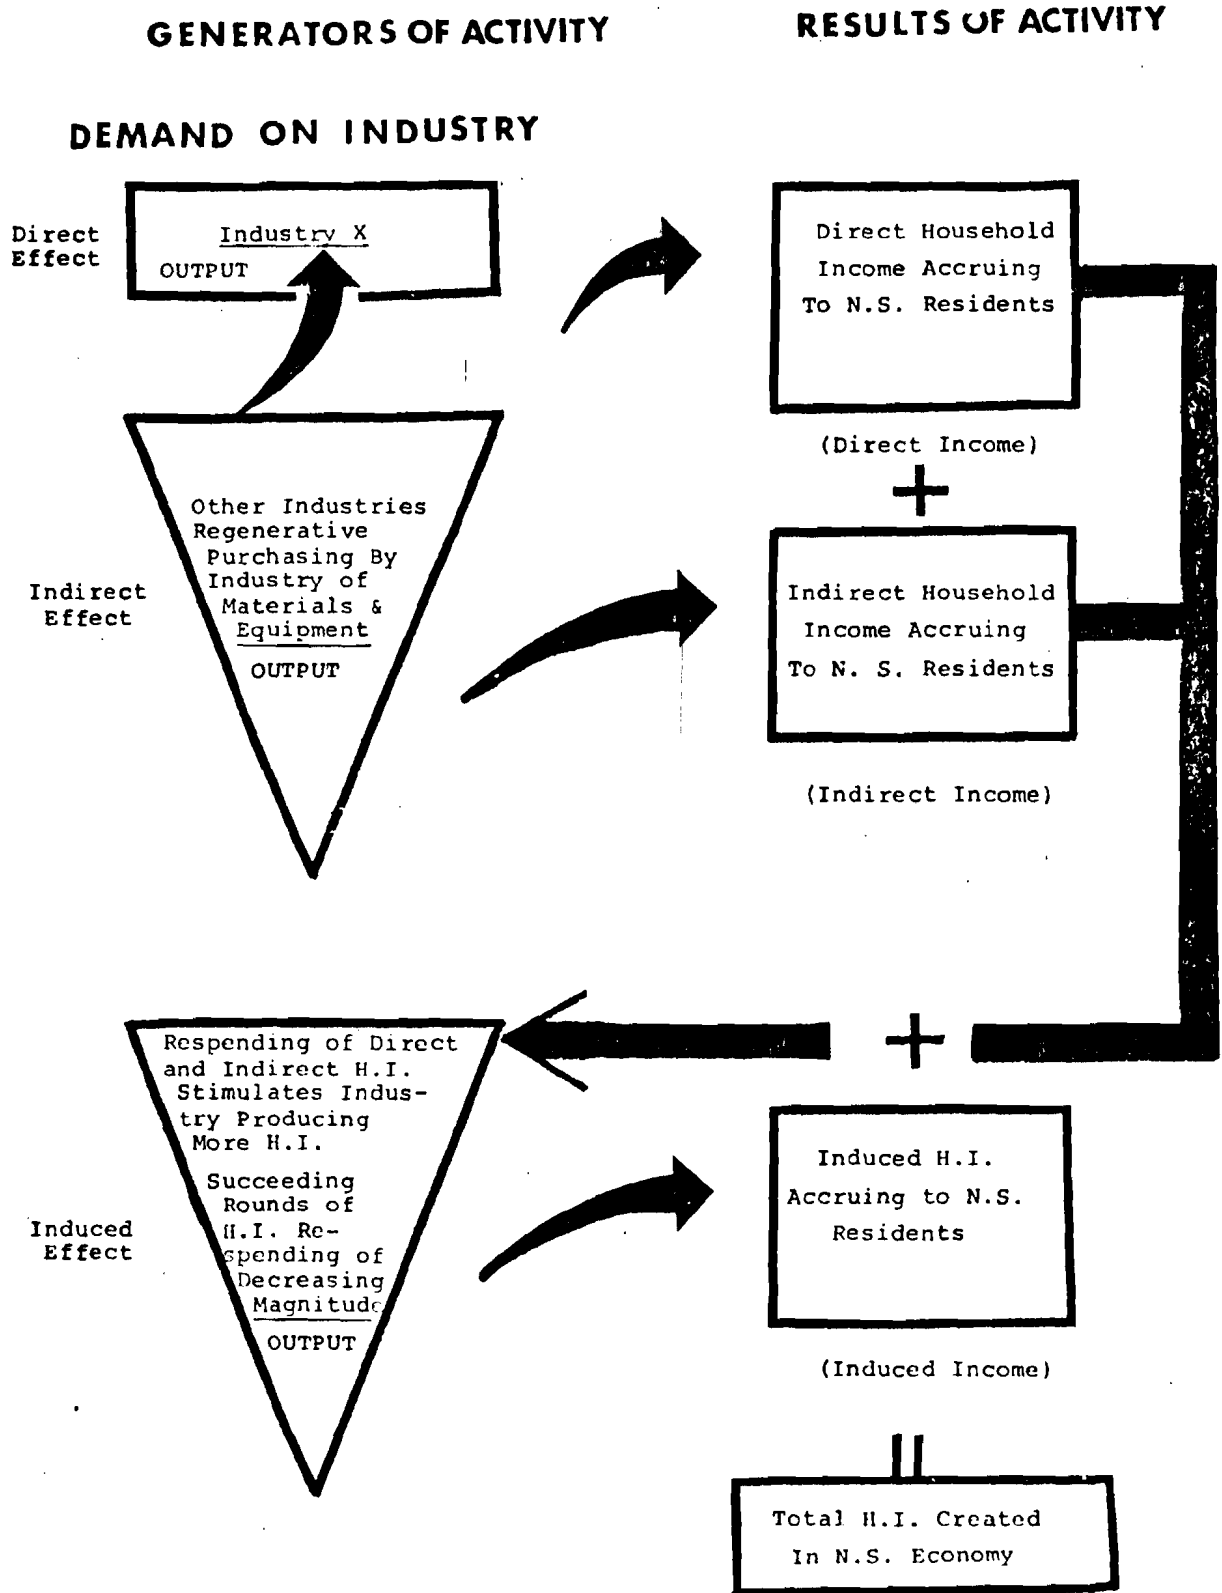 GENERATORS OF ACTIVITY
RESULTS OF ACTIVITY
DEMAND ON INDUSTRY
Direct
Effect
Industry X
OUTPUT
Direct Household
Income Accruing
To N.S. Residents
(Direct Income)
+
Indirect
Effect
Other Industries
Regenerative
Purchasing By
Industry of
Materials &
Equipment
OUTPUT
Indirect Household
Income Accruing
To N. S. Residents
(Indirect Income)
+
Induced
Effect
Respending of Direct
and Indirect H.I.
Stimulates Indus-
try Producing
More H.I.
Succeeding
Rounds of
H.I. Re-
spending of
Decreasing
Magnitude
OUTPUT
Induced H.I.
Accruing to N.S.
Residents
(Induced Income)
=
Total H.I. Created
In N.S. Economy